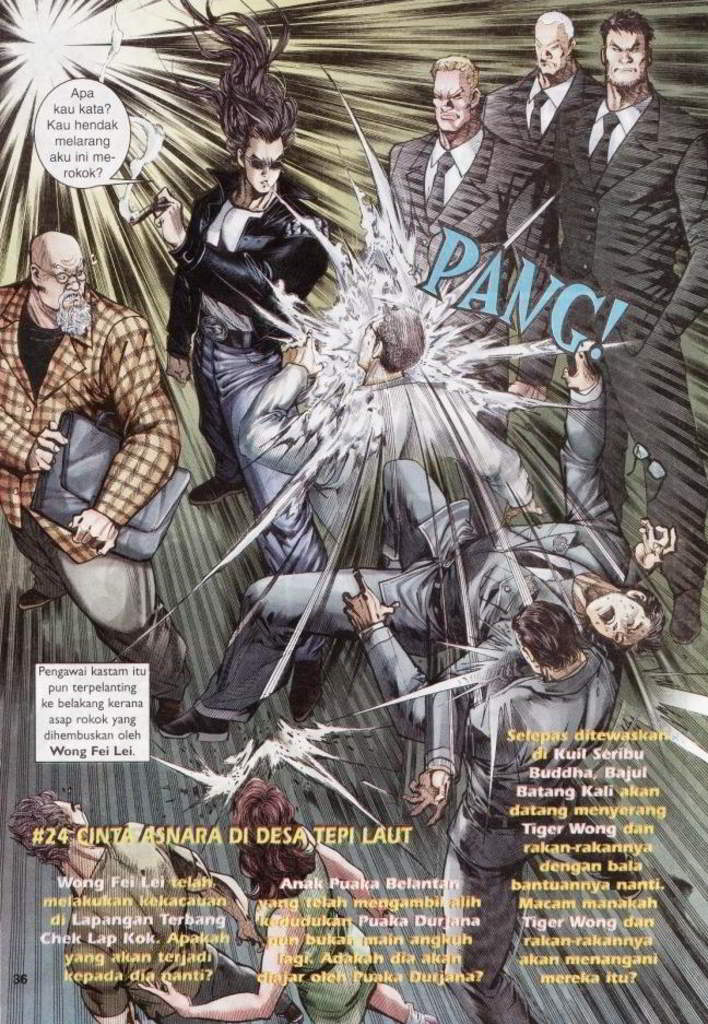 Apa
kau kata?
Kau hendak
melarang
aku ini me-
rokok?
PANG!
Pengawai kastam itu
pun terpelanting
ke belakang kerana
asap rokok yang
dihembuskan oleh
Wong Fei Lei.
#24 CINTA ASNARA DI DESA TEPI LAUT
Wong Fei Lei telah
melakukan kekacauan
di Lapangan Terbang
Chek Lap Kok. Apakah
yang akan terjadi
kepada dia nanti?
Anak Puaka Belantan
yang telah mengambil alih
kedudukan Puaka Durjana
pun bukan main angkuh
lagi. Adakah dia akan
diajar oleh Puaka Durjana?
Selepas ditewaskan
di Kuil Seribu
Buddha, Bajul
Batang Kali akan
datang menyerang
Tiger Wong dan
rakan-rakannya
dengan bala
bantuannya nanti.
Macam manakah
Tiger Wong dan
rakan-rakannya
akan menangani
mereka itu?
36